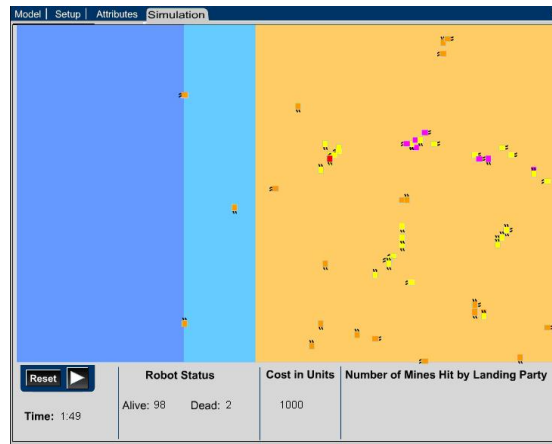 Model | Setup | Attributes Simulation
Reset
Robot Status
Cost in Units
Number of Mines Hit by Landing Party
Alive: 98 Dead: 2
1000
Time: 1:49